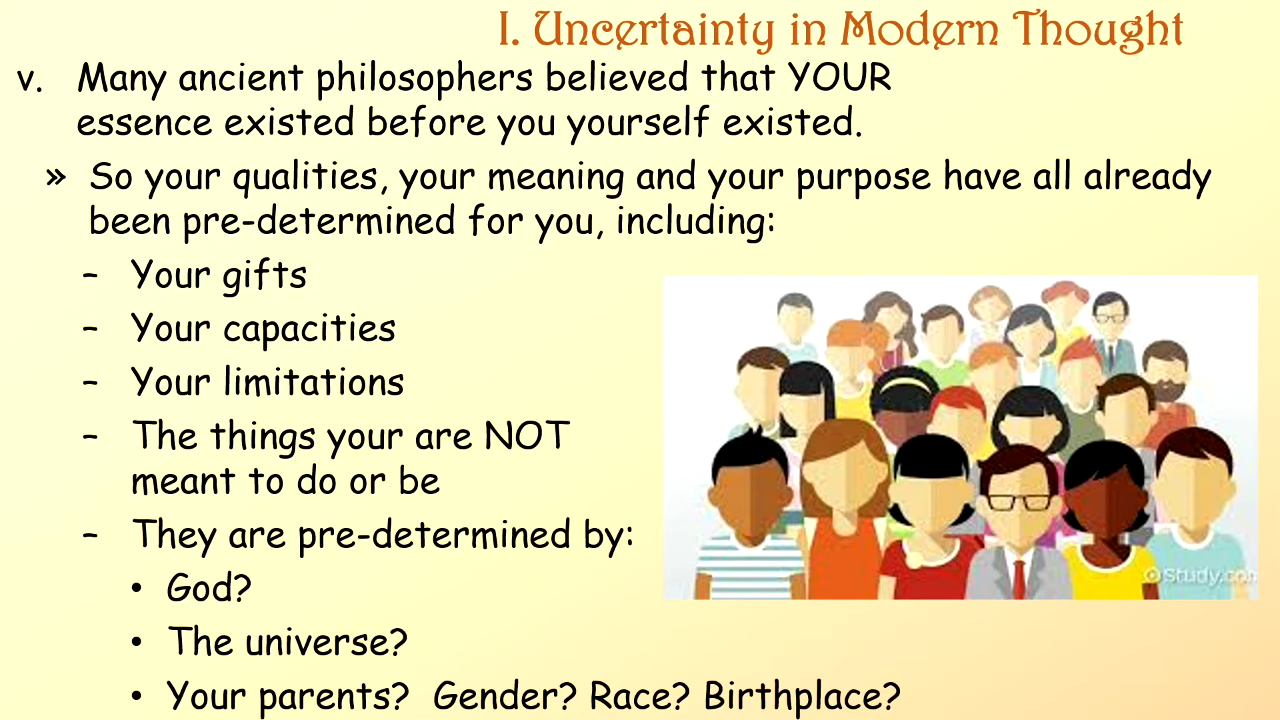 I. Uncertainty in Modern Thought
v. Many ancient philosophers believed that YOUR
essence existed before you yourself existed.
» So your qualities, your meaning and your purpose have all already
been pre-determined for you, including:
– Your gifts
– Your capacities
– Your limitations
– The things your are NOT
meant to do or be
– They are pre-determined by:
• God?
• The universe?
• Your parents? Gender? Race? Birthplace?
Study.com